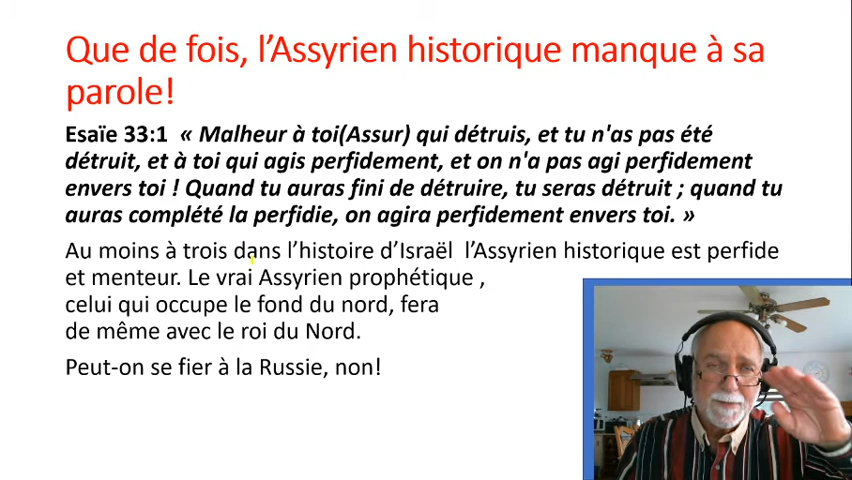 Que de fois, l’Assyrien historique manque à sa
parole!
Esaïe 33:1  « Malheur à toi(Assur) qui détruis, et tu n'as pas été
détruit, et à toi qui agis perfidement, et on n'a pas agi perfidement
envers toi ! Quand tu auras fini de détruire, tu seras détruit ; quand tu
auras complété la perfidie, on agira perfidement envers toi. »
Au moins à trois dans l’histoire d’Israël  l’Assyrien historique est perfide
et menteur. Le vrai Assyrien prophétique ,
celui qui occupe le fond du nord, fera
de même avec le roi du Nord.
Peut-on se fier à la Russie, non!